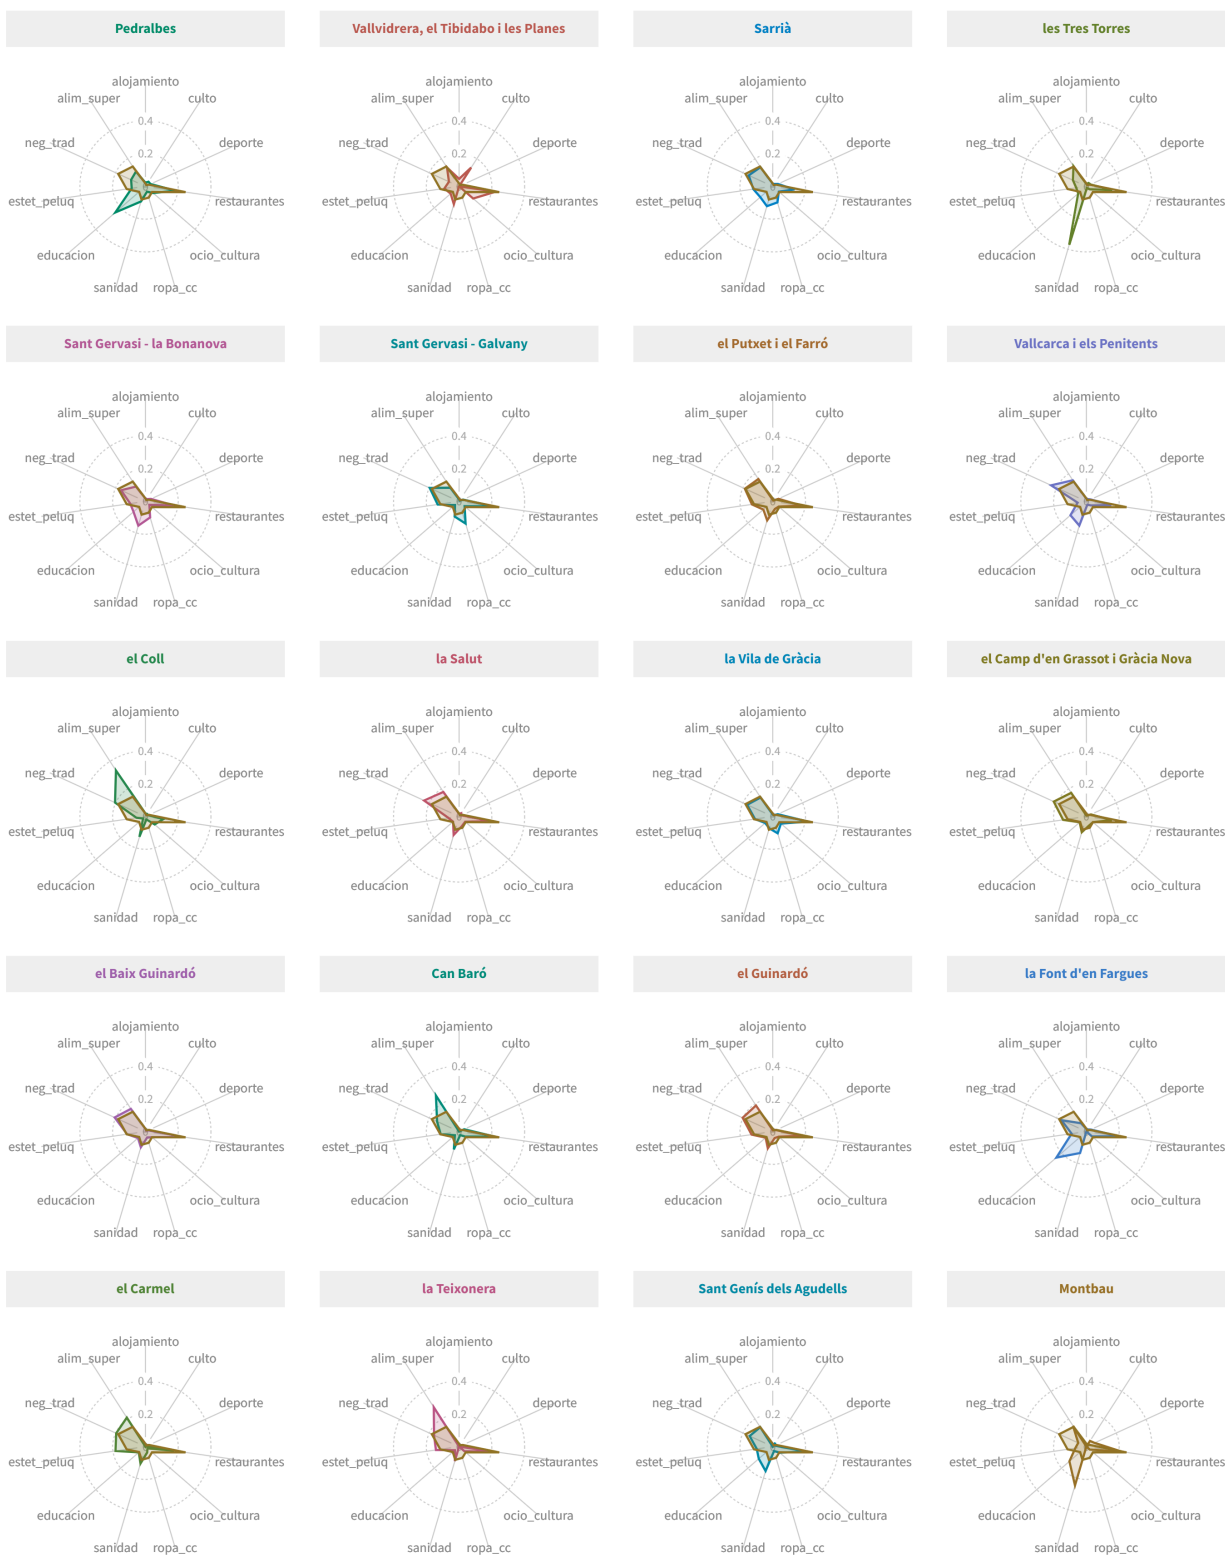 Pedralbes
alojamiento
alim_super culto
0.4
neg_trad deporte
0.2
estet_peluq restaurantes
educacion ocio_cultura
sanidad ropa_cc
Vallvidrera, el Tibidabo i les Planes
alojamiento
alim_super culto
0.4
neg_trad deporte
0.2
estet_peluq restaurantes
educacion ocio_cultura
sanidad ropa_cc
Sarrià
alojamiento
alim_super culto
0.4
neg_trad deporte
0.2
estet_peluq restaurantes
educacion ocio_cultura
sanidad ropa_cc
les Tres Torres
alojamiento
alim_super culto
0.4
neg_trad deporte
0.2
estet_peluq restaurantes
educacion ocio_cultura
sanidad ropa_cc
Sant Gervasi - la Bonanova
alojamiento
alim_super culto
0.4
neg_trad deporte
0.2
estet_peluq restaurantes
educacion ocio_cultura
sanidad ropa_cc
Sant Gervasi - Galvany
alojamiento
alim_super culto
0.4
neg_trad deporte
0.2
estet_peluq restaurantes
educacion ocio_cultura
sanidad ropa_cc
el Putxet i el Farró
alojamiento
alim_super culto
0.4
neg_trad deporte
0.2
estet_peluq restaurantes
educacion ocio_cultura
sanidad ropa_cc
Vallcarca i els Penitents
alojamiento
alim_super culto
0.4
neg_trad deporte
0.2
estet_peluq restaurantes
educacion ocio_cultura
sanidad ropa_cc
el Coll
alojamiento
alim_super culto
0.4
neg_trad deporte
0.2
estet_peluq restaurantes
educacion ocio_cultura
sanidad ropa_cc
la Salut
alojamiento
alim_super culto
0.4
neg_trad deporte
0.2
estet_peluq restaurantes
educacion ocio_cultura
sanidad ropa_cc
la Vila de Gràcia
alojamiento
alim_super culto
0.4
neg_trad deporte
0.2
estet_peluq restaurantes
educacion ocio_cultura
sanidad ropa_cc
el Camp d'en Grassot i Gràcia Nova
alojamiento
alim_super culto
0.4
neg_trad deporte
0.2
estet_peluq restaurantes
educacion ocio_cultura
sanidad ropa_cc
el Baix Guinardó
alojamiento
alim_super culto
0.4
neg_trad deporte
0.2
estet_peluq restaurantes
educacion ocio_cultura
sanidad ropa_cc
Can Baró
alojamiento
alim_super culto
0.4
neg_trad deporte
0.2
estet_peluq restaurantes
educacion ocio_cultura
sanidad ropa_cc
el Guinardó
alojamiento
alim_super culto
0.4
neg_trad deporte
0.2
estet_peluq restaurantes
educacion ocio_cultura
sanidad ropa_cc
la Font d'en Fargues
alojamiento
alim_super culto
0.4
neg_trad deporte
0.2
estet_peluq restaurantes
educacion ocio_cultura
sanidad ropa_cc
el Carmel
alojamiento
alim_super culto
0.4
neg_trad deporte
0.2
estet_peluq restaurantes
educacion ocio_cultura
sanidad ropa_cc
la Teixonera
alojamiento
alim_super culto
0.4
neg_trad deporte
0.2
estet_peluq restaurantes
educacion ocio_cultura
sanidad ropa_cc
Sant Genís dels Agudells
alojamiento
alim_super culto
0.4
neg_trad deporte
0.2
estet_peluq restaurantes
educacion ocio_cultura
sanidad ropa_cc
Montbau
alojamiento
alim_super culto
0.4
neg_trad deporte
0.2
estet_peluq restaurantes
educacion ocio_cultura
sanidad ropa_cc